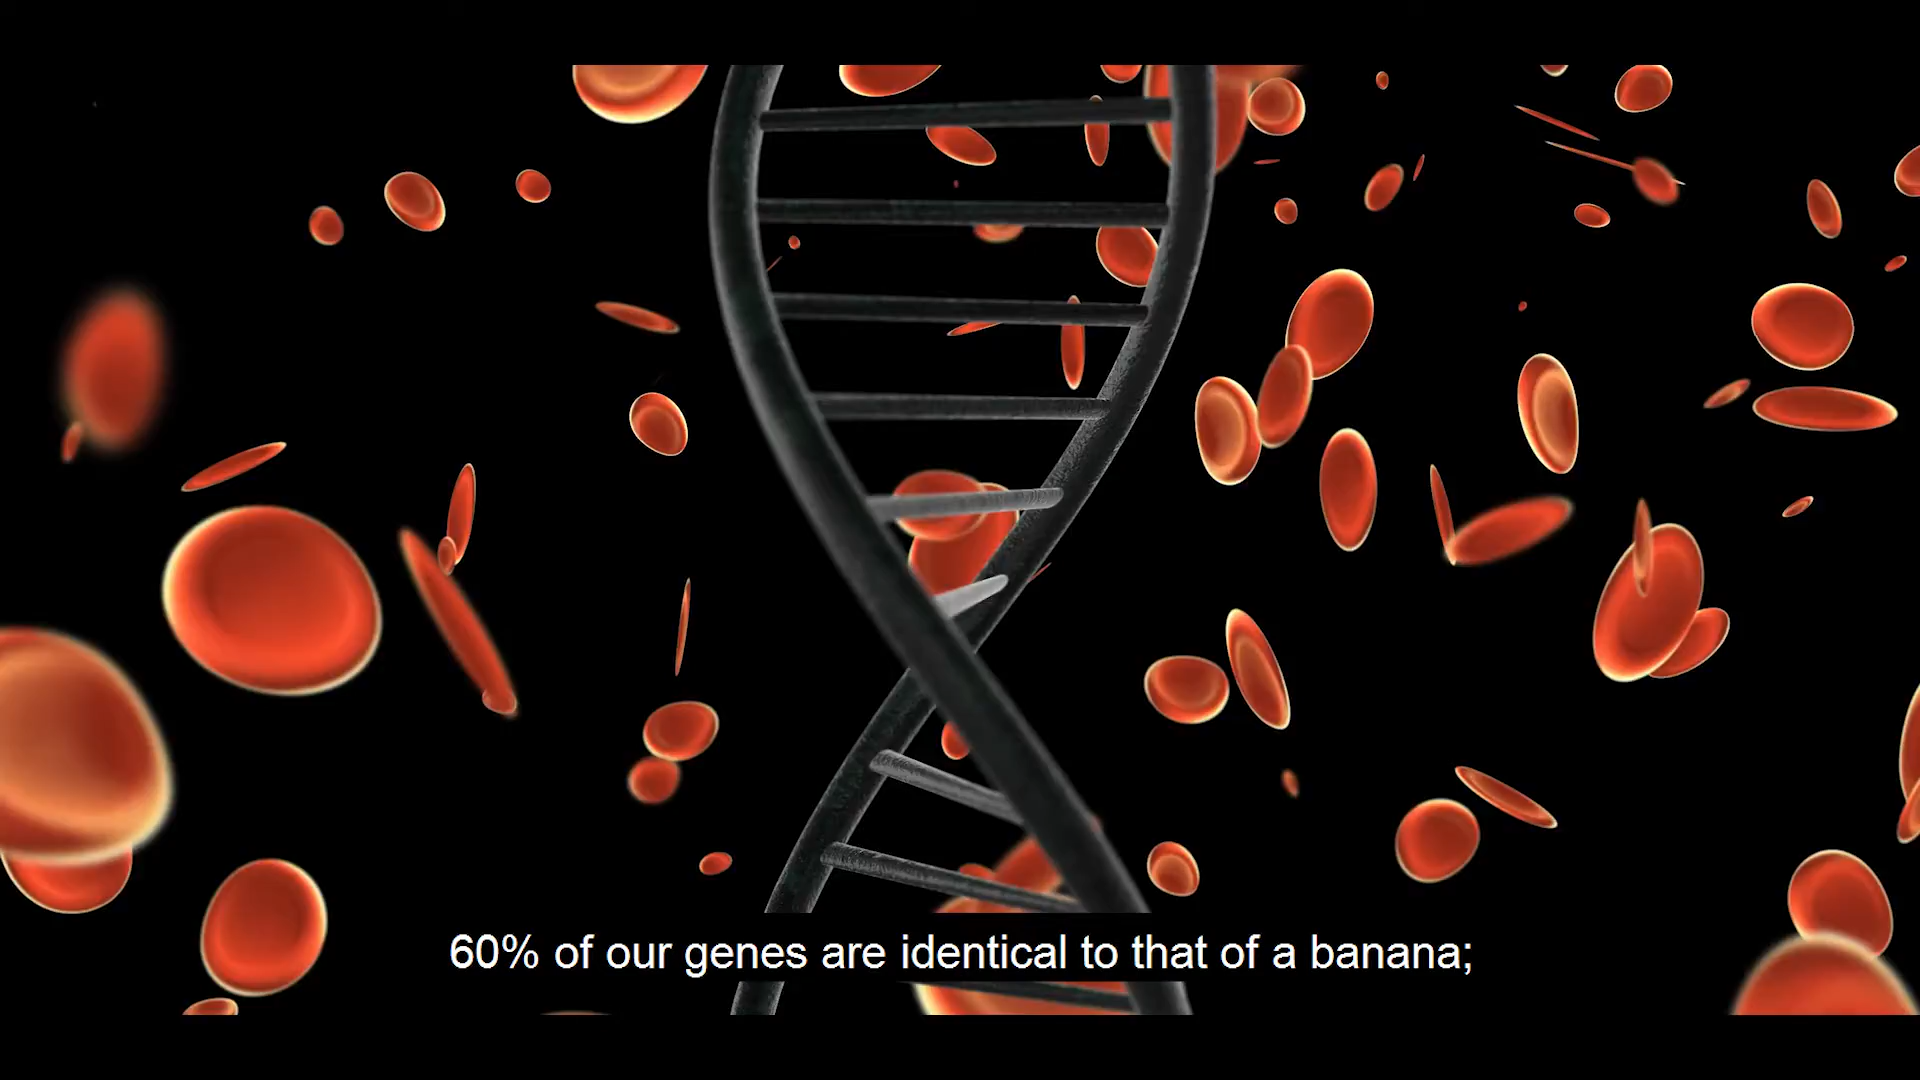 60% of our genes are identical to that of a banana;